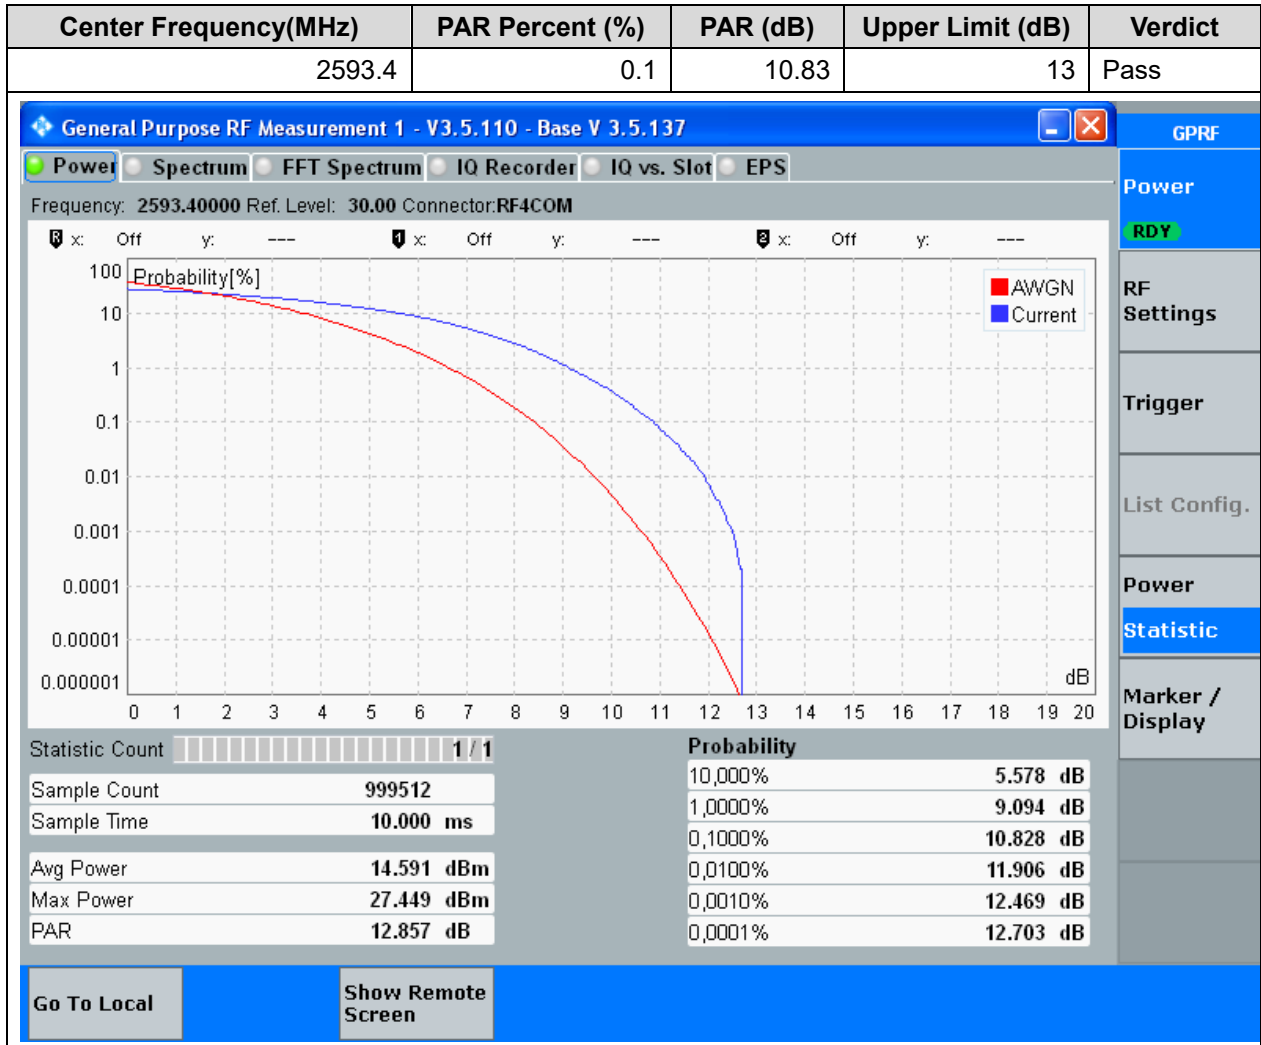 Center Frequency(MHz) PAR Percent (%) PAR (dB) Upper Limit (dB) Verdict
2593.4 0.1 10.83 13 Pass
General Purpose RF Measurement 1 - V3.5.110 - Base V 3.5.137
GPRF
Power Spectrum FFT Spectrum IQ Recorder IQ vs. Slot EPS
Frequency: 2593.40000 Ref. Level: 30.00 Connector:RF4COM
R x: Off y: --- 1 x: Off y: --- 2 x: Off y: ---
Probability[%]
100
10
1
0.1
0.01
0.001
0.0001
0.00001
0.000001
AWGN
Current
dB
0 1 2 3 4 5 6 7 8 9 10 11 12 13 14 15 16 17 18 19 20
Statistic Count 1 / 1
Sample Count 999512
Sample Time 10.000 ms
Avg Power 14.591 dBm
Max Power 27.449 dBm
PAR 12.857 dB
Probability
10,000% 5.578 dB
1,0000% 9.094 dB
0,1000% 10.828 dB
0,0100% 11.906 dB
0,0010% 12.469 dB
0,0001% 12.703 dB
Power
RDY
RF
Settings
Trigger
List Config.
Power
Statistic
Marker /
Display
Go To Local
Show Remote
Screen